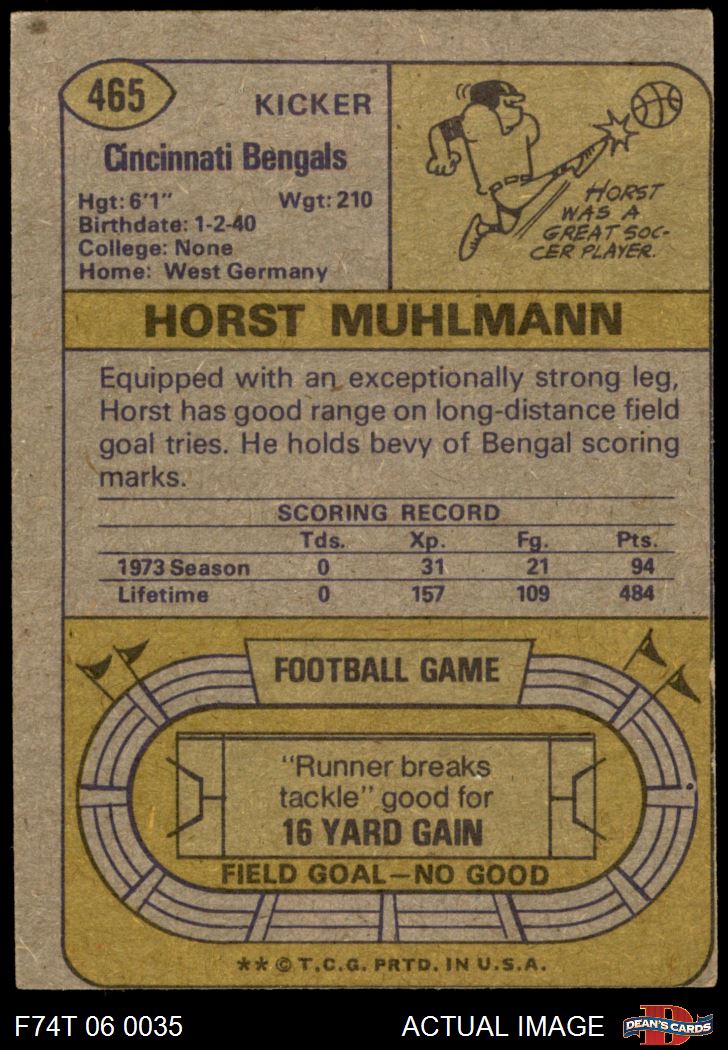 465
KICKER
Cincinnati Bengals
Hgt: 6'1" Wgt: 210
Birthdate: 1-2-40
College: None
Home: West Germany
HORST
WAS A
GREAT SOC-
CER PLAYER.
HORST MUHLMANN
Equipped with an exceptionally strong leg,
Horst has good range on long-distance field
goal tries. He holds bevy of Bengal scoring
marks.
SCORING RECORD
Tds. Xp. Fg. Pts.
1973 Season 0 31 21 94
Lifetime 0 157 109 484
FOOTBALL GAME
"Runner breaks
tackle" good for
16 YARD GAIN
FIELD GOAL—NO GOOD
** © T.C.G. PRTD. IN U.S.A.
F74T 06 0035 ACTUAL IMAGE
D
DEAN'S CARDS